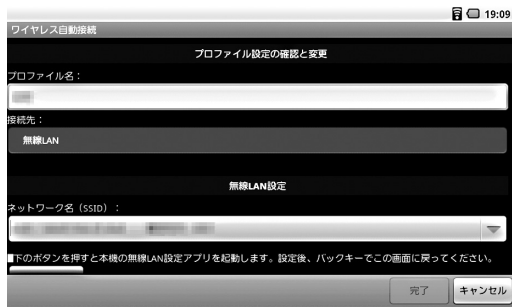 19:09
ワイヤレス自動接続
プロファイル設定の確認と変更
プロファイル名：
接続先：
無線LAN
無線LAN設定
ネットワーク名（SSID）：
■下のボタンを押すと本機の無線LAN設定アプリを起動します。設定後、バックキーでこの画面に戻ってください。
完了
キャンセル